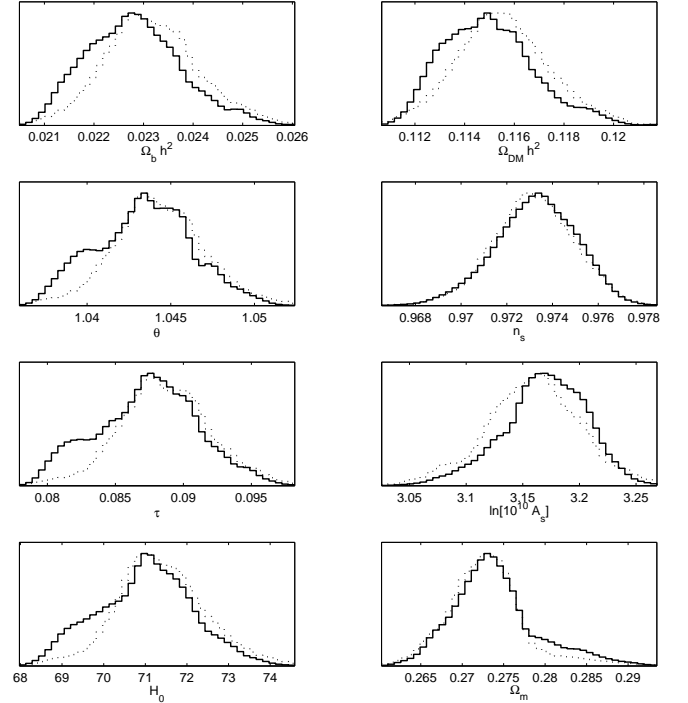 0.021 0.022 0.023 0.024 0.025 0.026
Ω_b h²
0.112 0.114 0.116 0.118 0.12
Ω_DM h²
1.04 1.045 1.05
θ
0.968 0.97 0.972 0.974 0.976 0.978
n_s
0.08 0.085 0.09 0.095
τ
3.05 3.1 3.15 3.2 3.25
ln[10¹⁰ A_s]
68 69 70 71 72 73 74
H_0
0.265 0.27 0.275 0.28 0.285 0.29
Ω_m